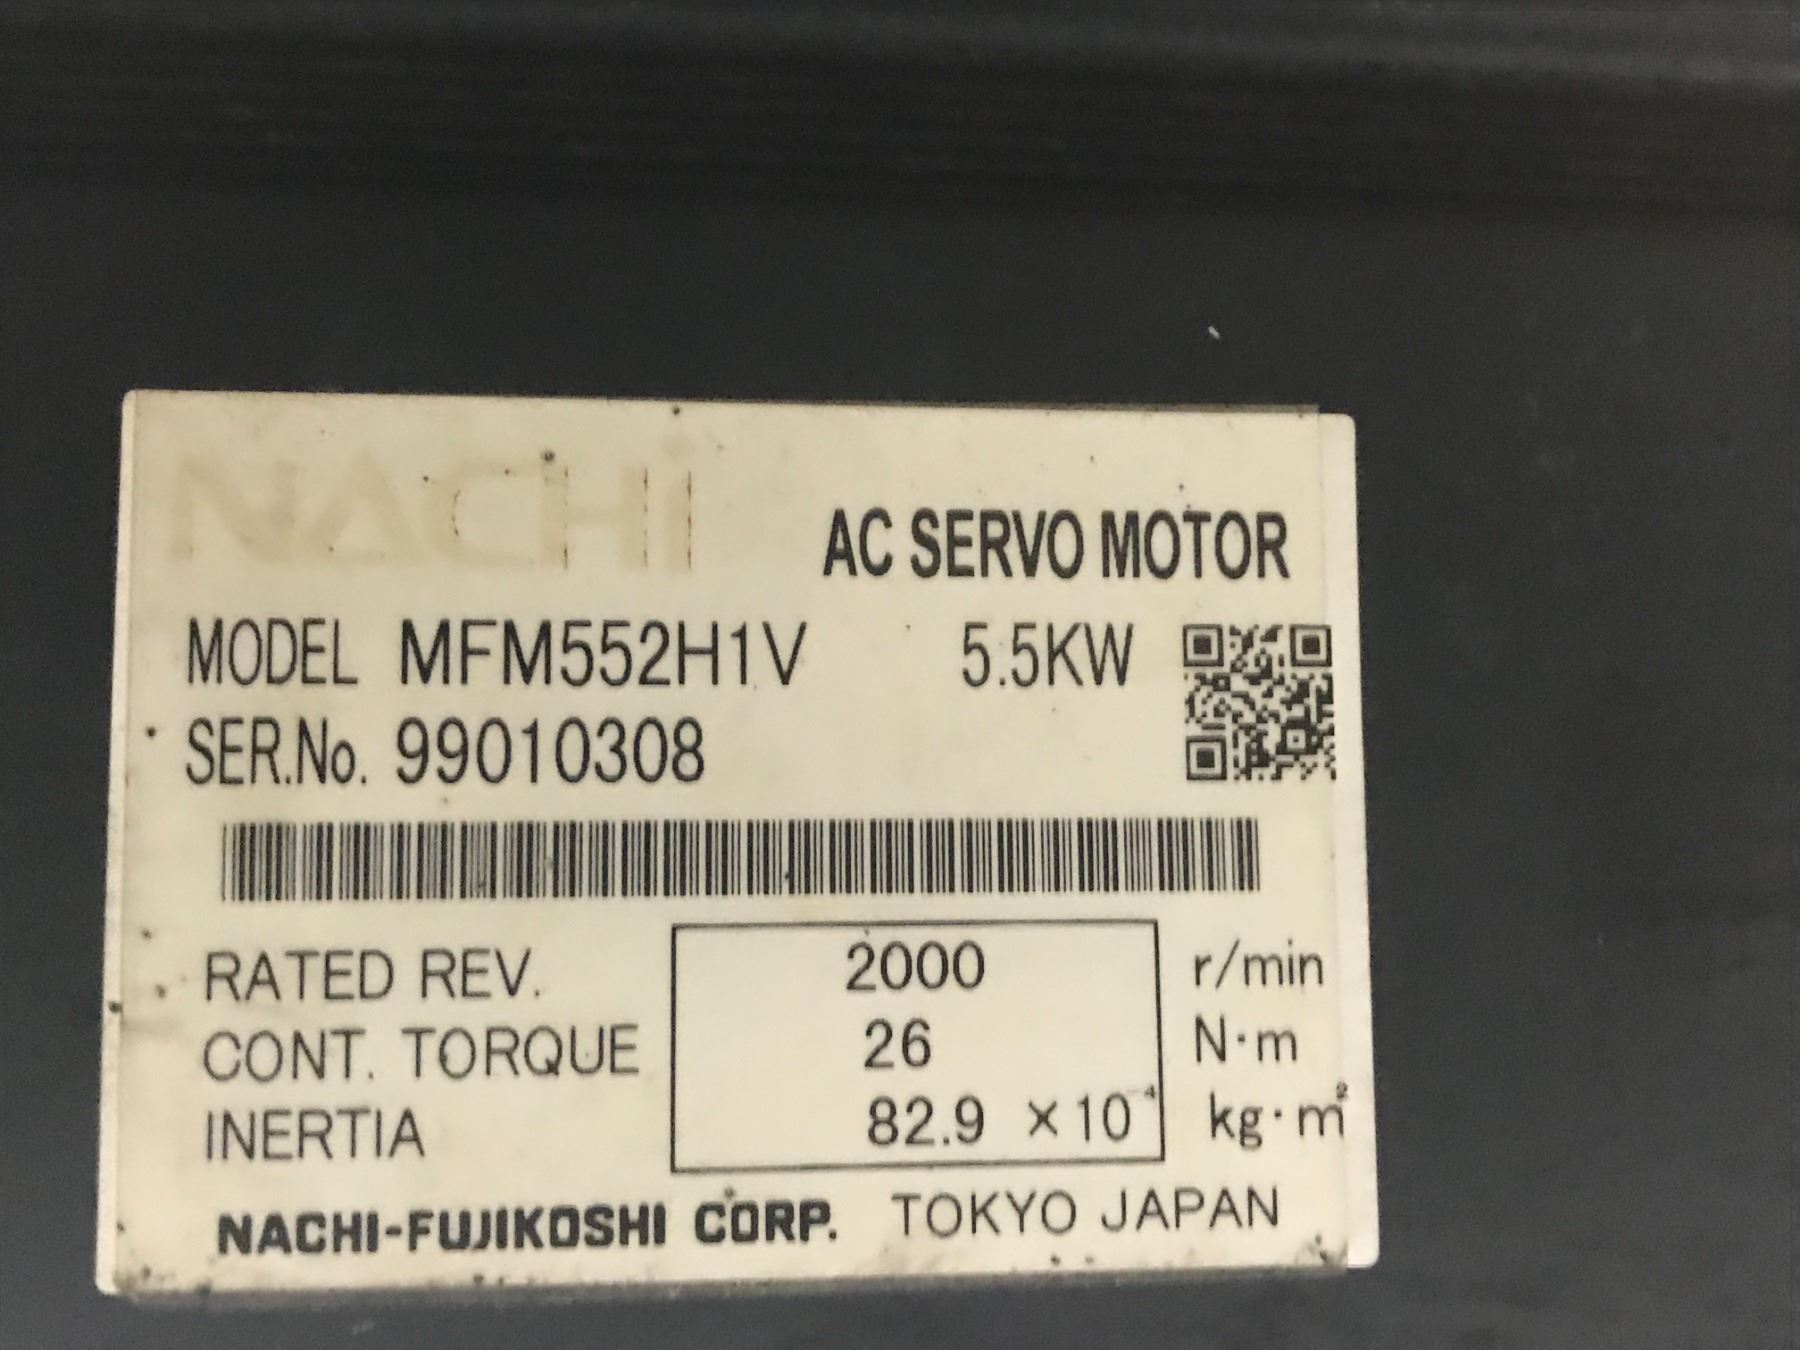 NACHi
AC SERVO MOTOR
MODEL MFM552H1V 5.5KW
SER.No. 99010308
RATED REV. 2000 r/min
CONT. TORQUE 26 N·m
INERTIA 82.9 ×10⁻⁴ kg·m²
NACHI-FUJIKOSHI CORP. TOKYO JAPAN